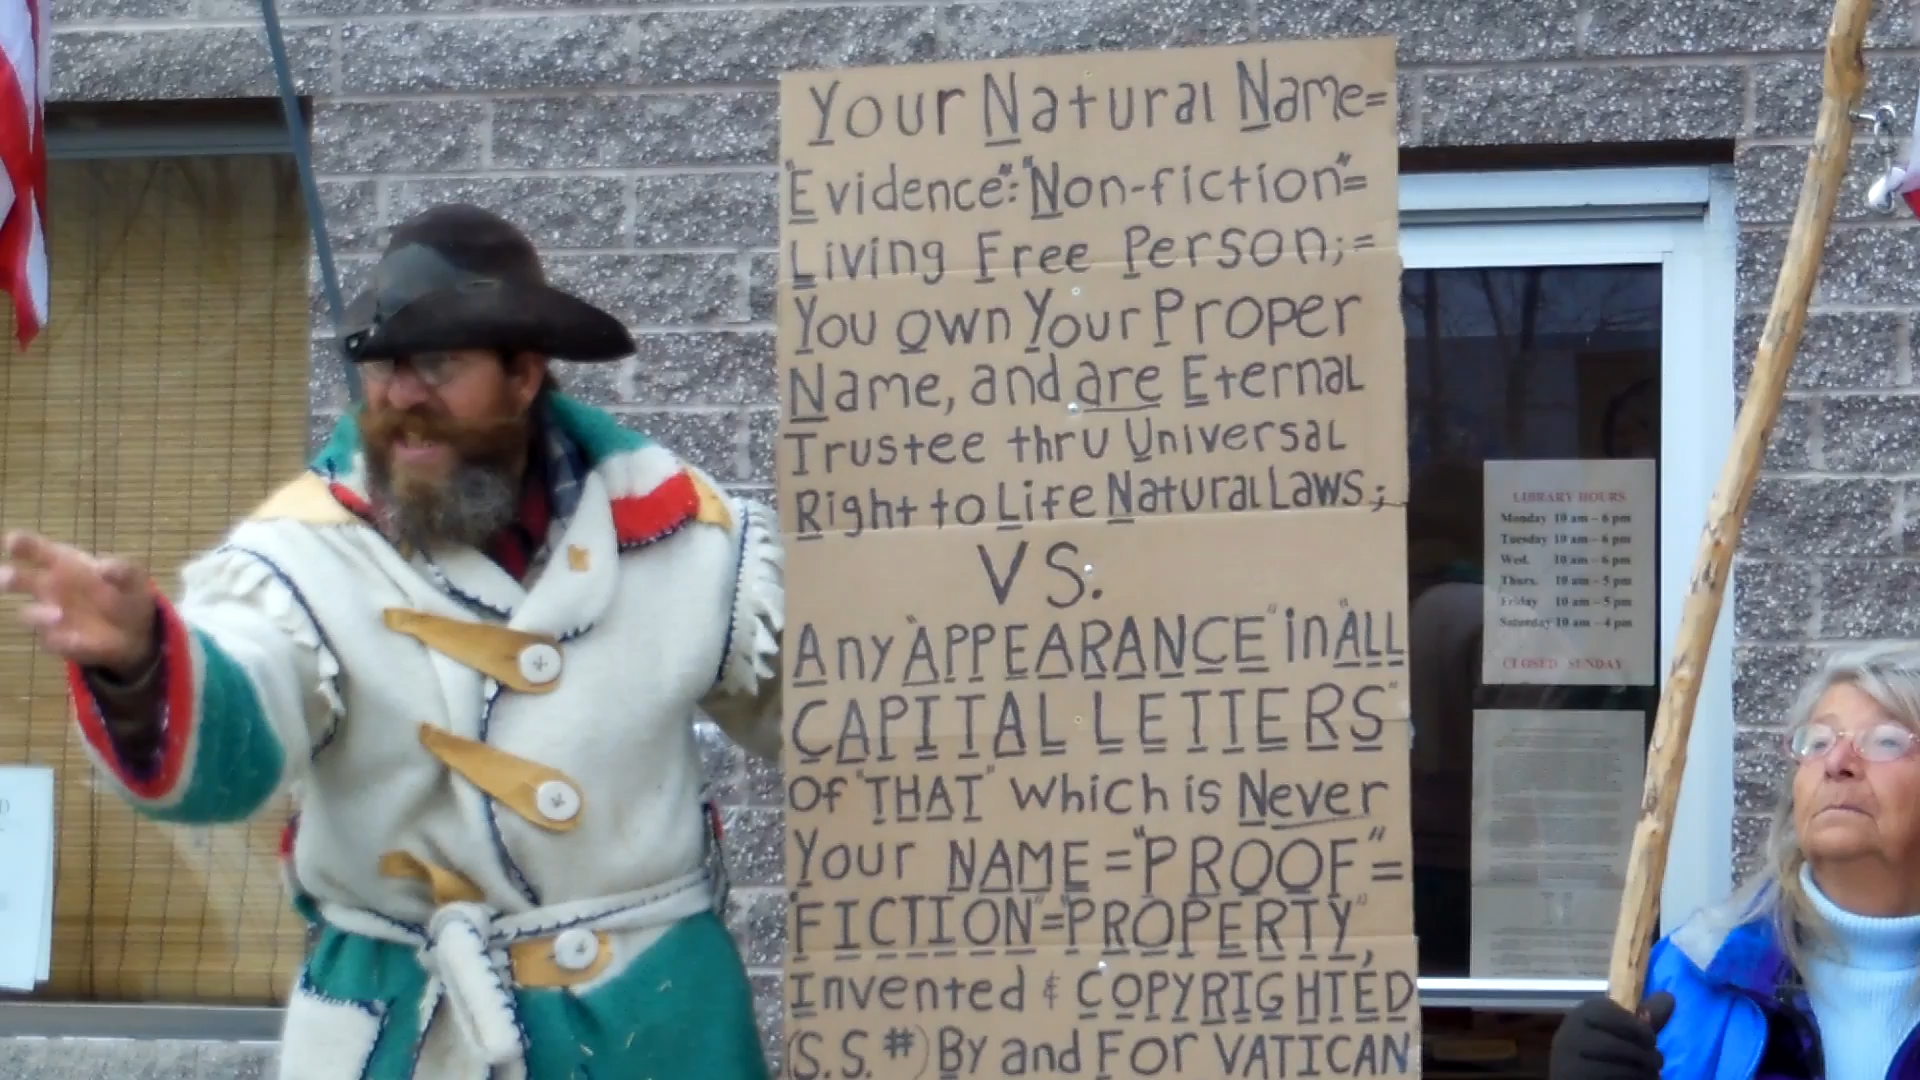 Your Natural Name=
"Evidence":"Non-fiction"=
Living Free Person;=
You own Your Proper
Name, and are Eternal
Trustee thru Universal
Right to Life Natural Laws;
VS.
Any "APPEARANCE" in "ALL
CAPITAL LETTERS"
Of "THAT" which is Never
Your NAME="PROOF"=
"FICTION"="PROPERTY",
Invented & COPYRIGHTED
(S.S.#) By and For VATICAN
LIBRARY HOURS
Monday 10 am - 6 pm
Tuesday 10 am - 6 pm
Wed. 10 am - 6 pm
Thurs. 10 am - 5 pm
Friday 10 am - 5 pm
Saturday 10 am - 4 pm
CLOSED SUNDAY